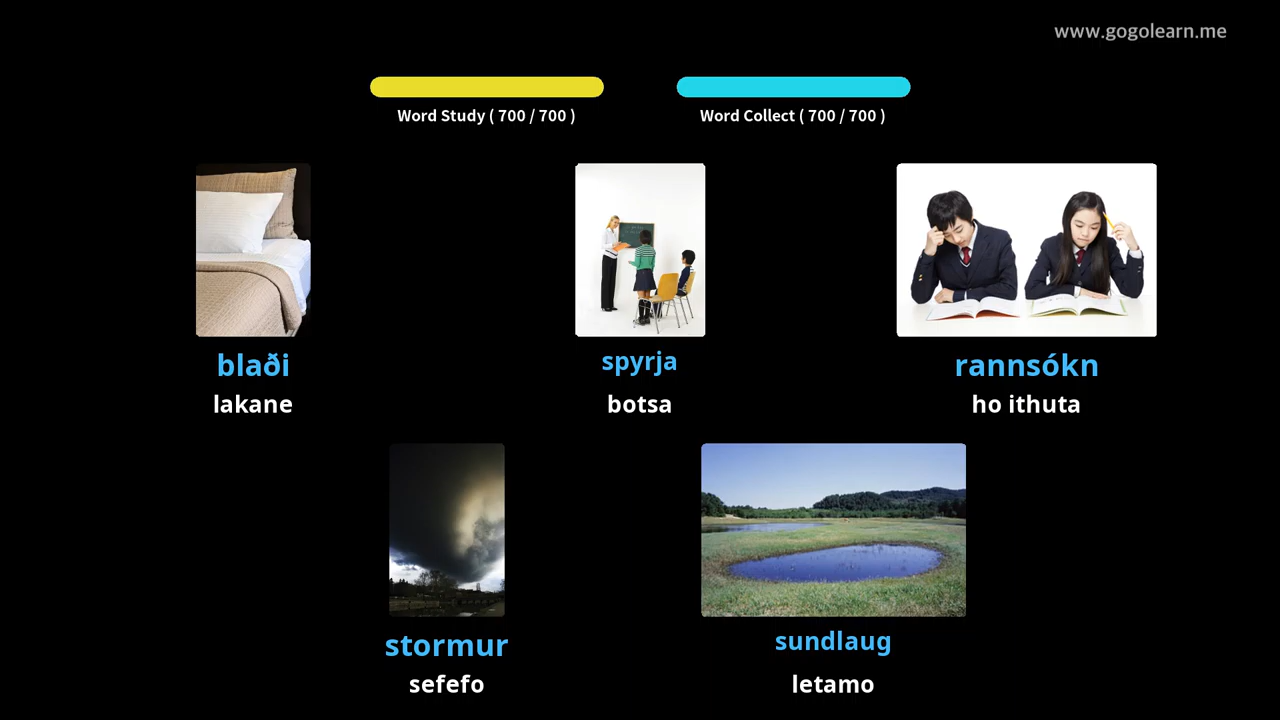 www.gogolearn.me
Word Study ( 700 / 700 )
Word Collect ( 700 / 700 )
blaði
lakane
spyrja
botsa
rannsókn
ho ithuta
stormur
sefefo
sundlaug
letamo